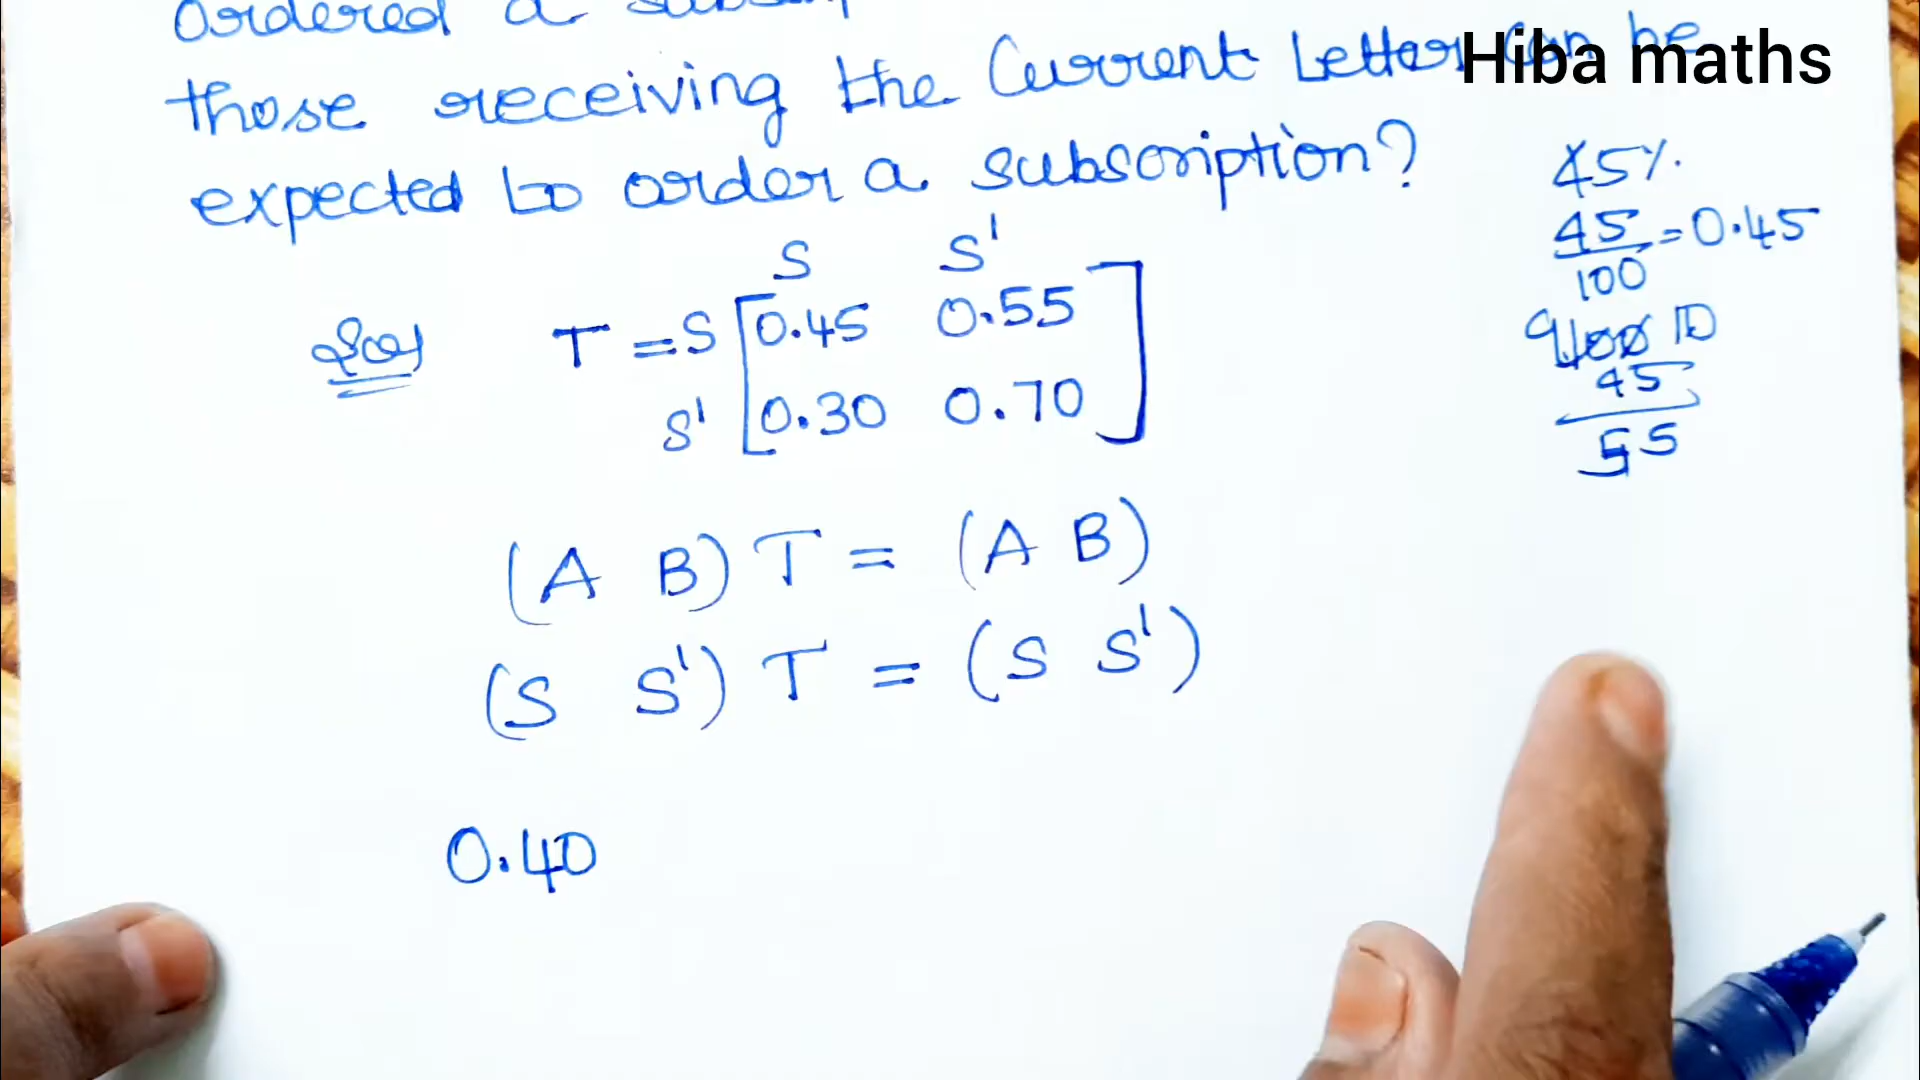 ordered a
those receiving the Current Letter can be
expected to order a subscription?
Hiba maths
45%
45/100 = 0.45
S S'
Sol T = S [0.45 0.55]
S' [0.30 0.70]
100
45
55
(A B) T = (A B)
(S S') T = (S S')
0.40